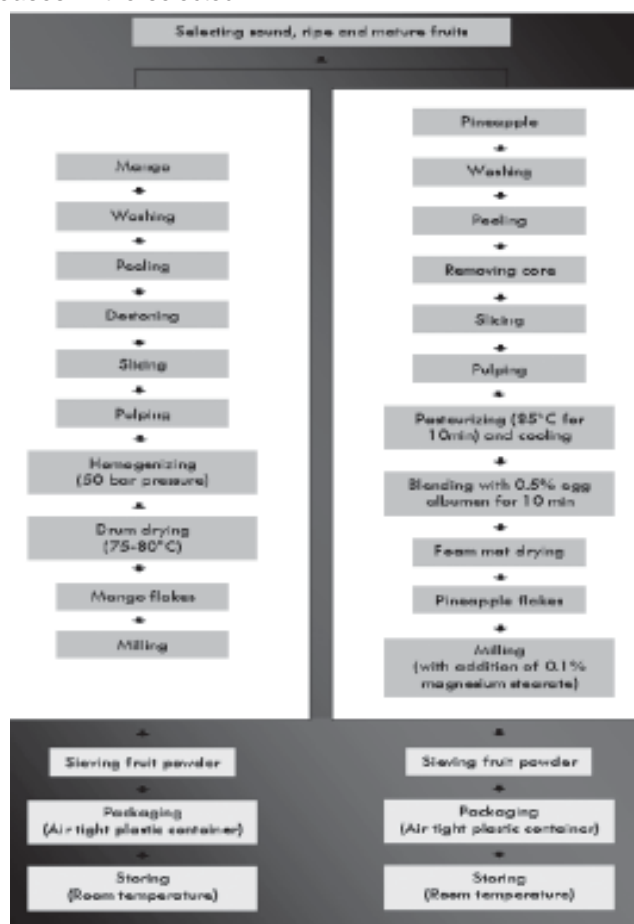 Selecting sound, ripe and mature fruits
Mango
Washing
Peeling
Destoning
Slicing
Pulping
Homogenizing
(50 bar pressure)
Drum drying
(75-80°C)
Mango flakes
Milling
Sieving fruit powder
Packaging
(Air tight plastic container)
Storing
(Room temperature)
Pineapple
Washing
Peeling
Removing core
Slicing
Pulping
Pasteurizing (85°C for
10min) and cooling
Blending with 0.5% egg
albumen for 10 min
Foam mat drying
Pineapple flakes
Milling
(with addition of 0.1%
magnesium stearate)
Sieving fruit powder
Packaging
(Air tight plastic container)
Storing
(Room temperature)